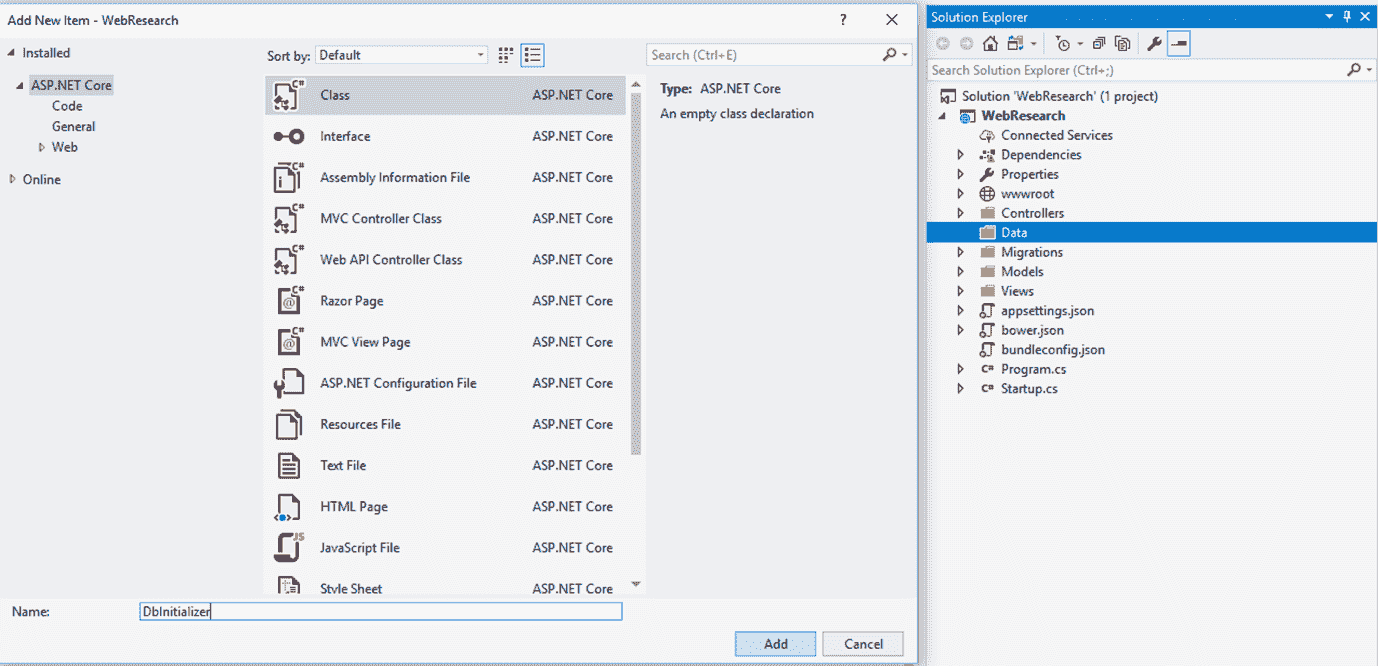 Add New Item - WebResearch
?
Installed
ASP.NET Core
Code
General
Web
Online
Sort by: Default
Search (Ctrl+E)
Class ASP.NET Core
Interface ASP.NET Core
Assembly Information File ASP.NET Core
MVC Controller Class ASP.NET Core
Web API Controller Class ASP.NET Core
Razor Page ASP.NET Core
MVC View Page ASP.NET Core
ASP.NET Configuration File ASP.NET Core
Resources File ASP.NET Core
Text File ASP.NET Core
HTML Page ASP.NET Core
JavaScript File ASP.NET Core
Style Sheet ASP.NET Core
Type: ASP.NET Core
An empty class declaration
Name: DbInitializer
Add Cancel
Solution Explorer
Search Solution Explorer (Ctrl+;)
Solution 'WebResearch' (1 project)
WebResearch
Connected Services
Dependencies
Properties
wwwroot
Controllers
Data
Migrations
Models
Views
appsettings.json
bower.json
bundleconfig.json
C# Program.cs
C# Startup.cs